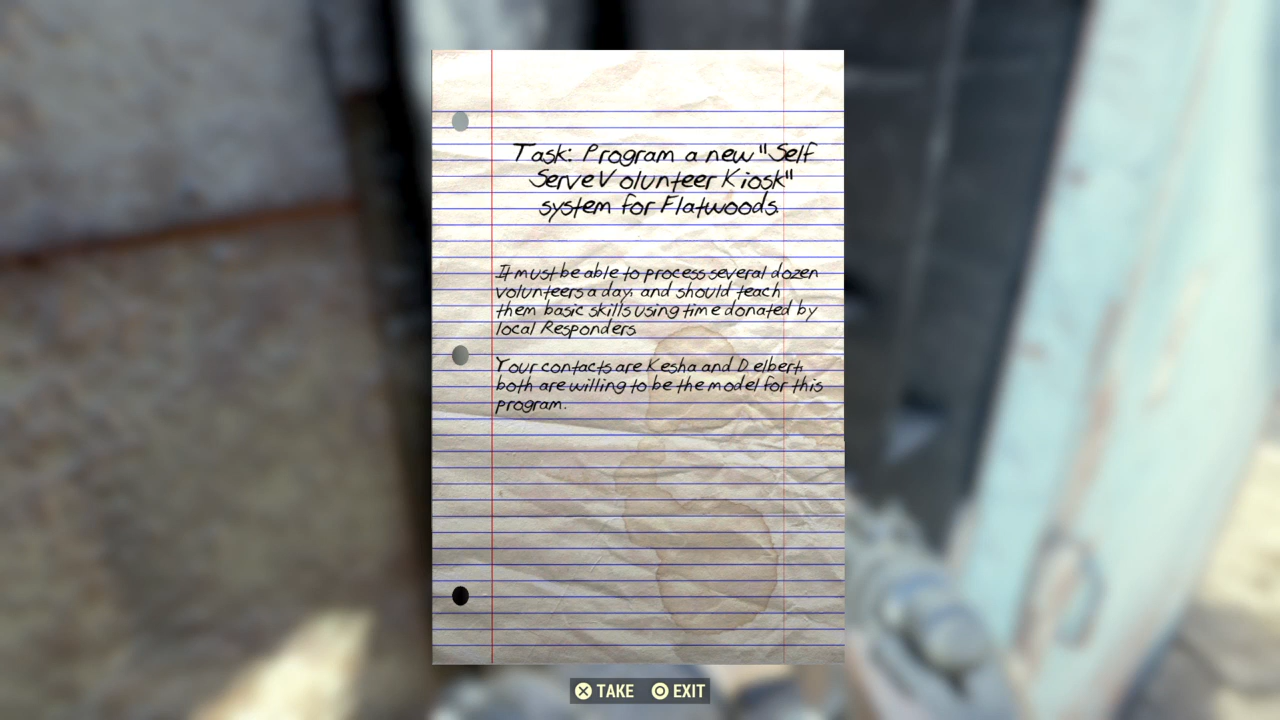 Task: Program a new "Self
Serve Volunteer Kiosk"
system for Flatwoods.
It must be able to process several dozen
volunteers a day, and should teach
them basic skills using time donated by
local Responders.
Your contacts are Kesha and Delbert,
both are willing to be the model for this
program.
TAKE EXIT